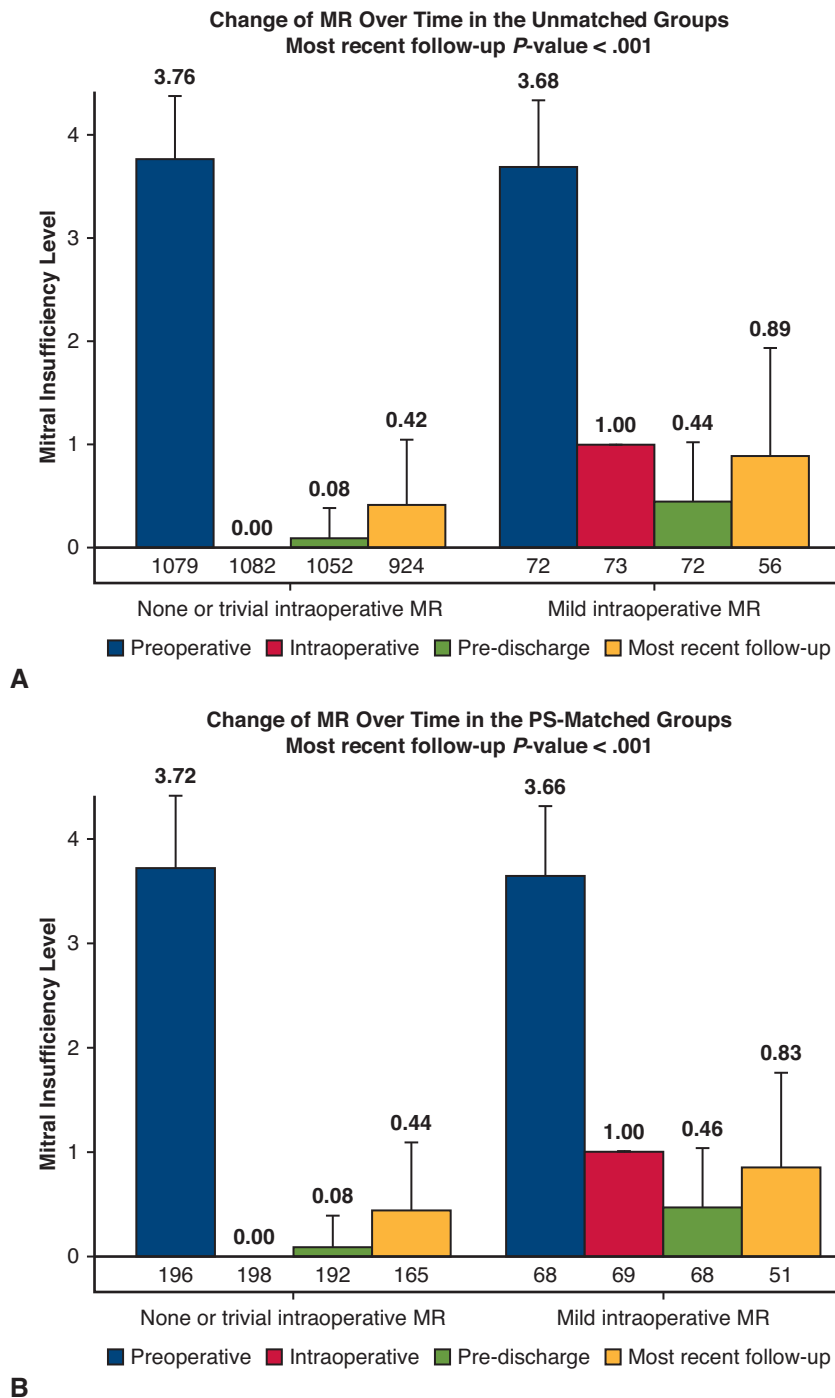 Change of MR Over Time in the Unmatched Groups
Most recent follow-up P-value < .001
Mitral Insufficiency Level
4
3
2
1
0
3.76
0.00
0.08
0.42
3.68
1.00
0.44
0.89
1079 1082 1052 924 72 73 72 56
None or trivial intraoperative MR Mild intraoperative MR
Preoperative Intraoperative Pre-discharge Most recent follow-up
A
Change of MR Over Time in the PS-Matched Groups
Most recent follow-up P-value < .001
Mitral Insufficiency Level
4
3
2
1
0
3.72
0.00
0.08
0.44
3.66
1.00
0.46
0.83
196 198 192 165 68 69 68 51
None or trivial intraoperative MR Mild intraoperative MR
Preoperative Intraoperative Pre-discharge Most recent follow-up
B